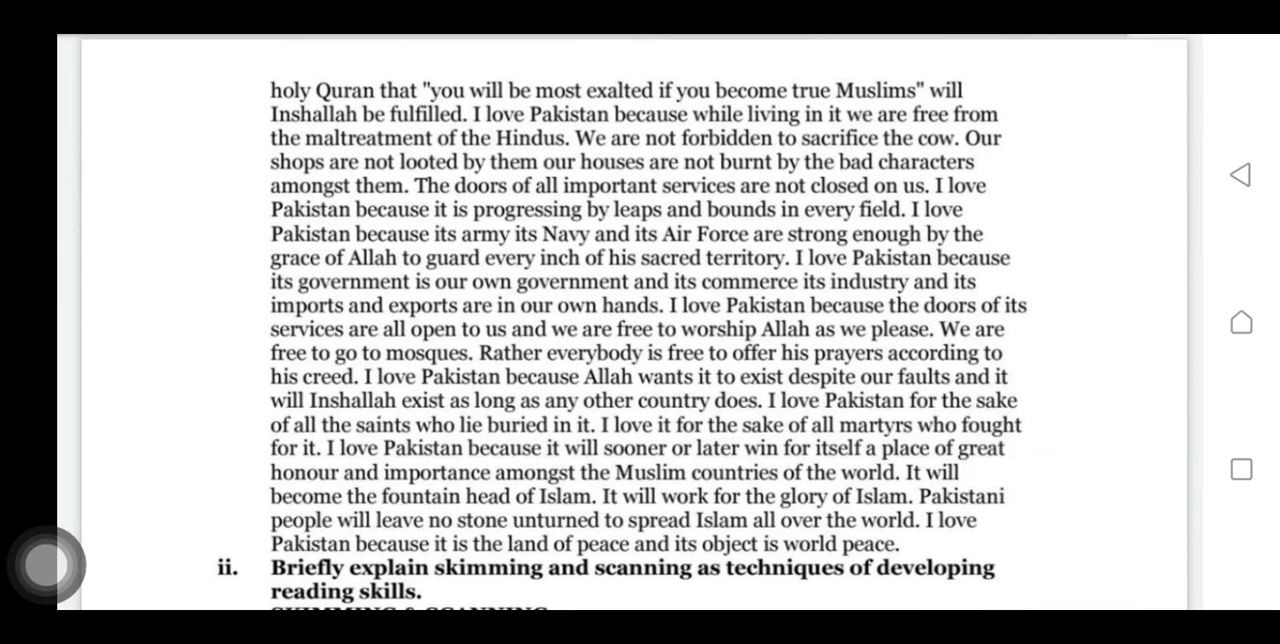 holy Quran that "you will be most exalted if you become true Muslims" will
Inshallah be fulfilled. I love Pakistan because while living in it we are free from
the maltreatment of the Hindus. We are not forbidden to sacrifice the cow. Our
shops are not looted by them our houses are not burnt by the bad characters
amongst them. The doors of all important services are not closed on us. I love
Pakistan because it is progressing by leaps and bounds in every field. I love
Pakistan because its army its Navy and its Air Force are strong enough by the
grace of Allah to guard every inch of his sacred territory. I love Pakistan because
its government is our own government and its commerce its industry and its
imports and exports are in our own hands. I love Pakistan because the doors of its
services are all open to us and we are free to worship Allah as we please. We are
free to go to mosques. Rather everybody is free to offer his prayers according to
his creed. I love Pakistan because Allah wants it to exist despite our faults and it
will Inshallah exist as long as any other country does. I love Pakistan for the sake
of all the saints who lie buried in it. I love it for the sake of all martyrs who fought
for it. I love Pakistan because it will sooner or later win for itself a place of great
honour and importance amongst the Muslim countries of the world. It will
become the fountain head of Islam. It will work for the glory of Islam. Pakistani
people will leave no stone unturned to spread Islam all over the world. I love
Pakistan because it is the land of peace and its object is world peace.
ii. Briefly explain skimming and scanning as techniques of developing
reading skills.